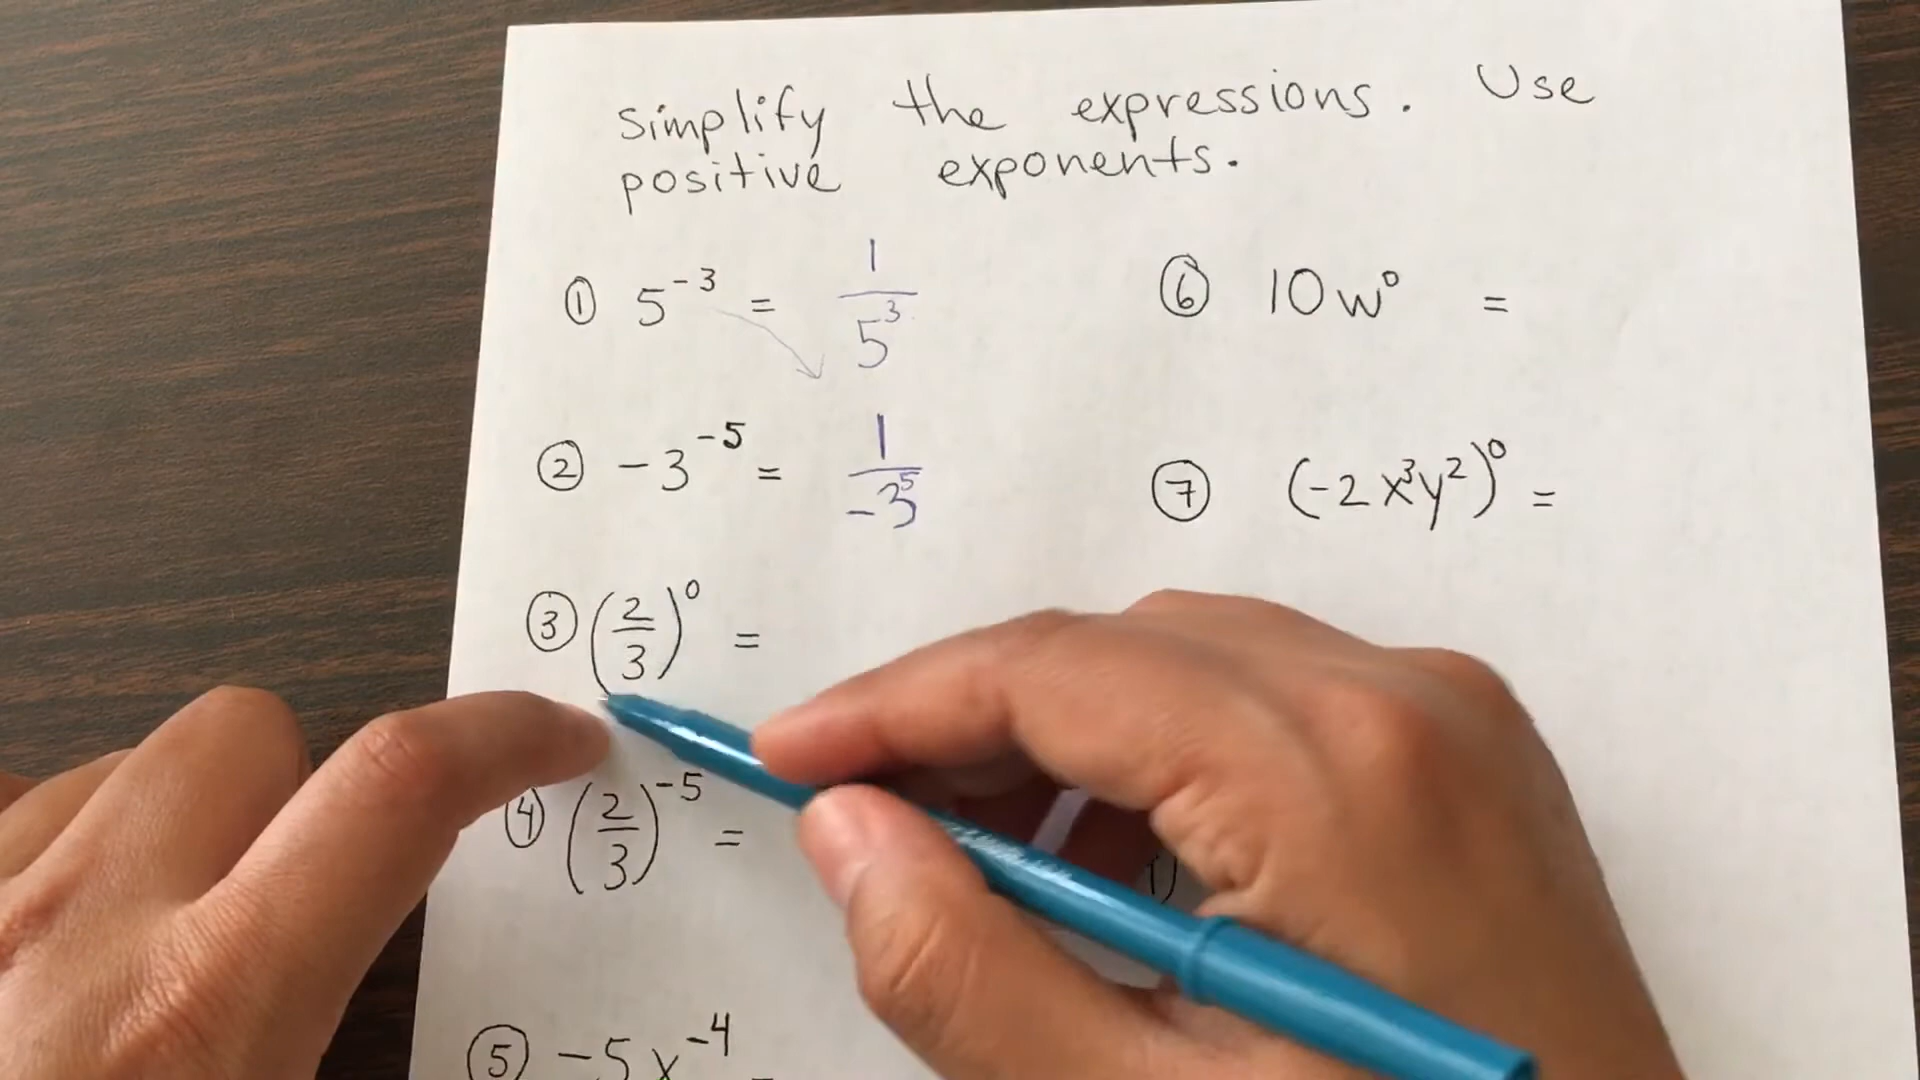 simplify the expressions. Use
positive exponents.
① 5⁻³ = 1/5³
② -3⁻⁵ = 1/-3⁵
③ (2/3)⁰ =
④ (2/3)⁻⁵ =
⑤ -5x⁻⁴
⑥ 10w⁰ =
⑦ (-2x³y²)⁰ =